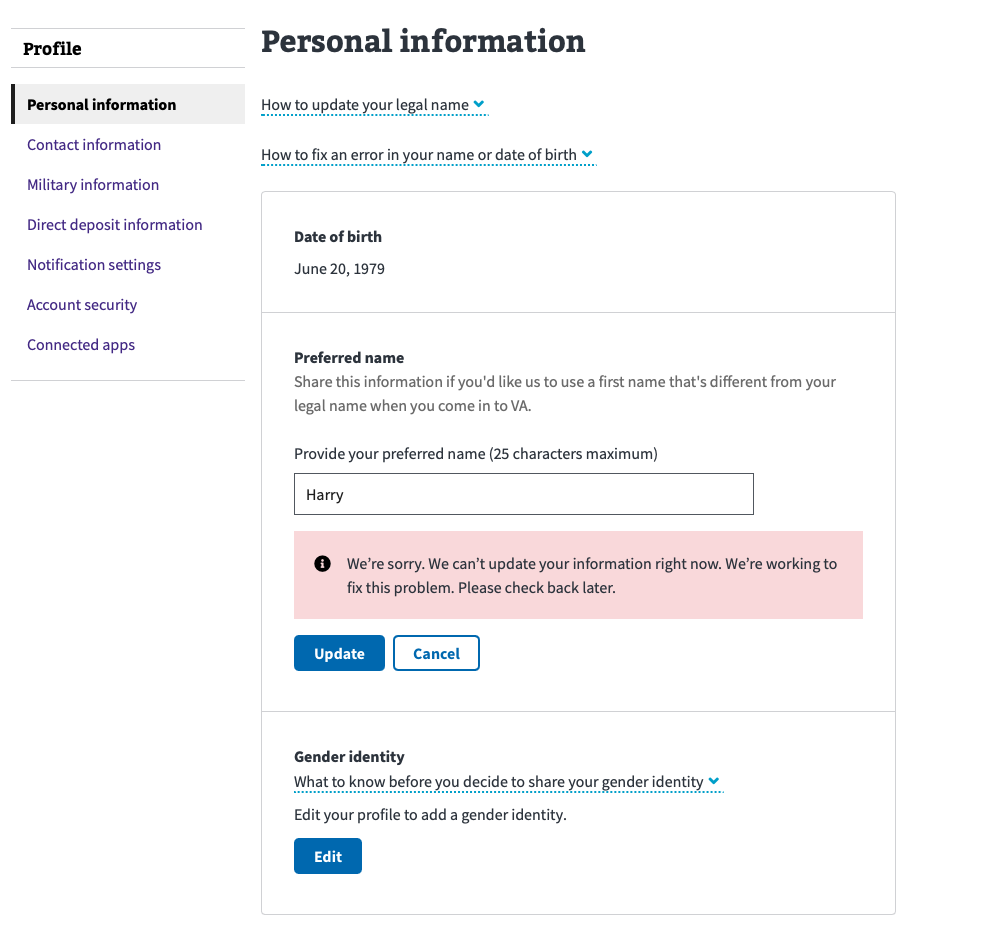 Profile
Personal information
Contact information
Military information
Direct deposit information
Notification settings
Account security
Connected apps
Personal information
How to update your legal name
How to fix an error in your name or date of birth
Date of birth
June 20, 1979
Preferred name
Share this information if you'd like us to use a first name that's different from your
legal name when you come in to VA.
Provide your preferred name (25 characters maximum)
Harry
We’re sorry. We can’t update your information right now. We’re working to
fix this problem. Please check back later.
Update
Cancel
Gender identity
What to know before you decide to share your gender identity
Edit your profile to add a gender identity.
Edit